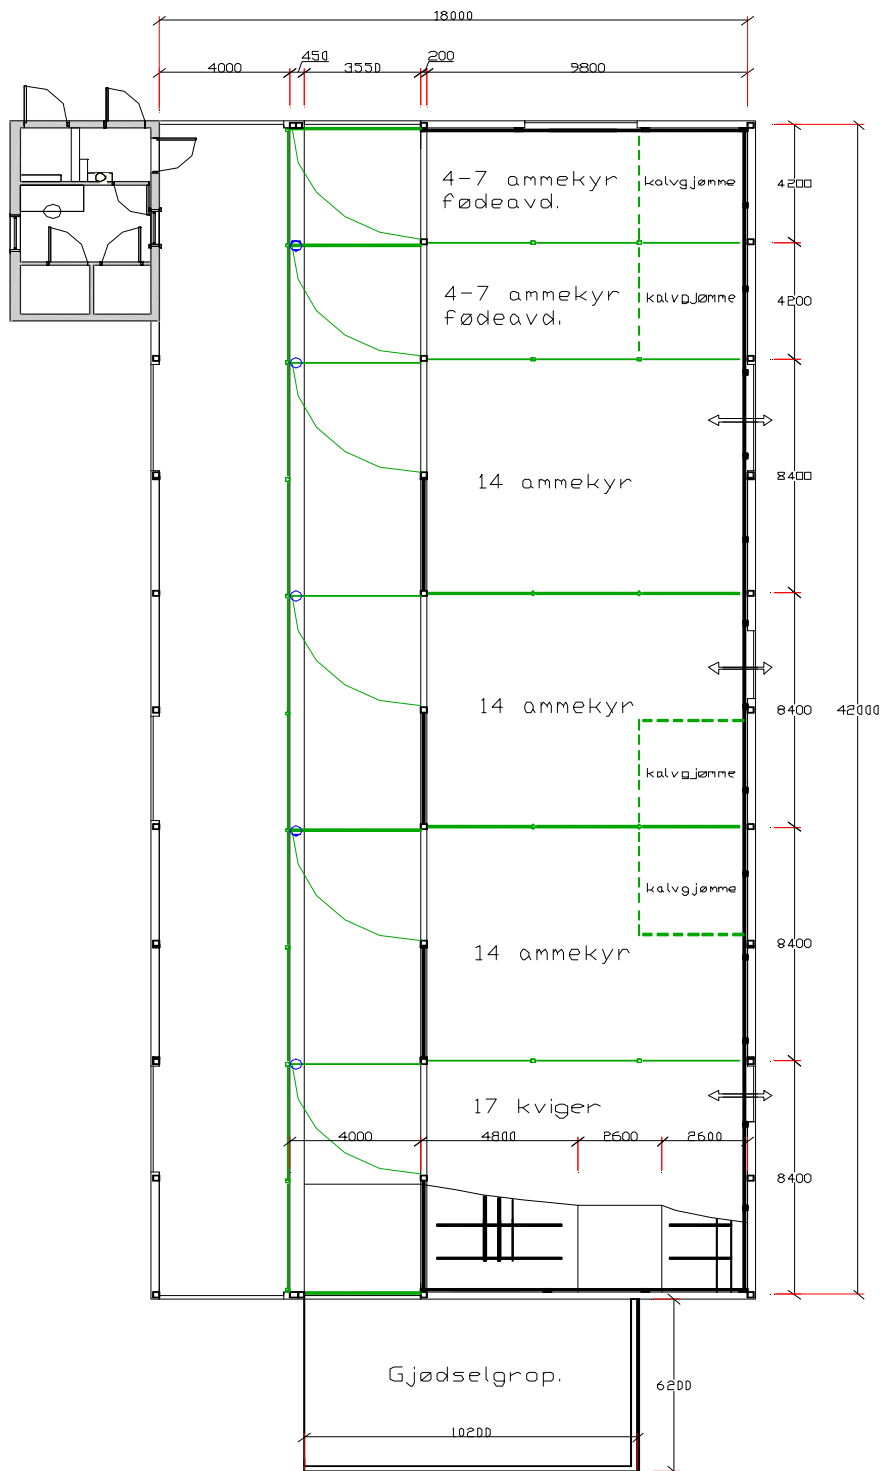 18000
4000
450
3550
200
9800
4-7 ammekyr
fødeavd.
kalvgjømme
4200
4-7 ammekyr
fødeavd.
kalvgjømme
4200
14 ammekyr
8400
14 ammekyr
8400
42000
kalvgjømme
kalvgjømme
14 ammekyr
8400
17 kviger
4000
4800
2600
2600
8400
Gjødselgrop.
6200
10200